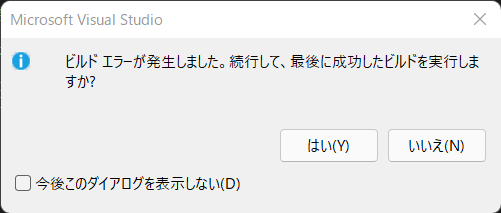 Microsoft Visual Studio
ビルド エラーが発生しました。続行して、最後に成功したビルドを実行しま
すか?
はい(Y)
いいえ(N)
今後このダイアログを表示しない(D)